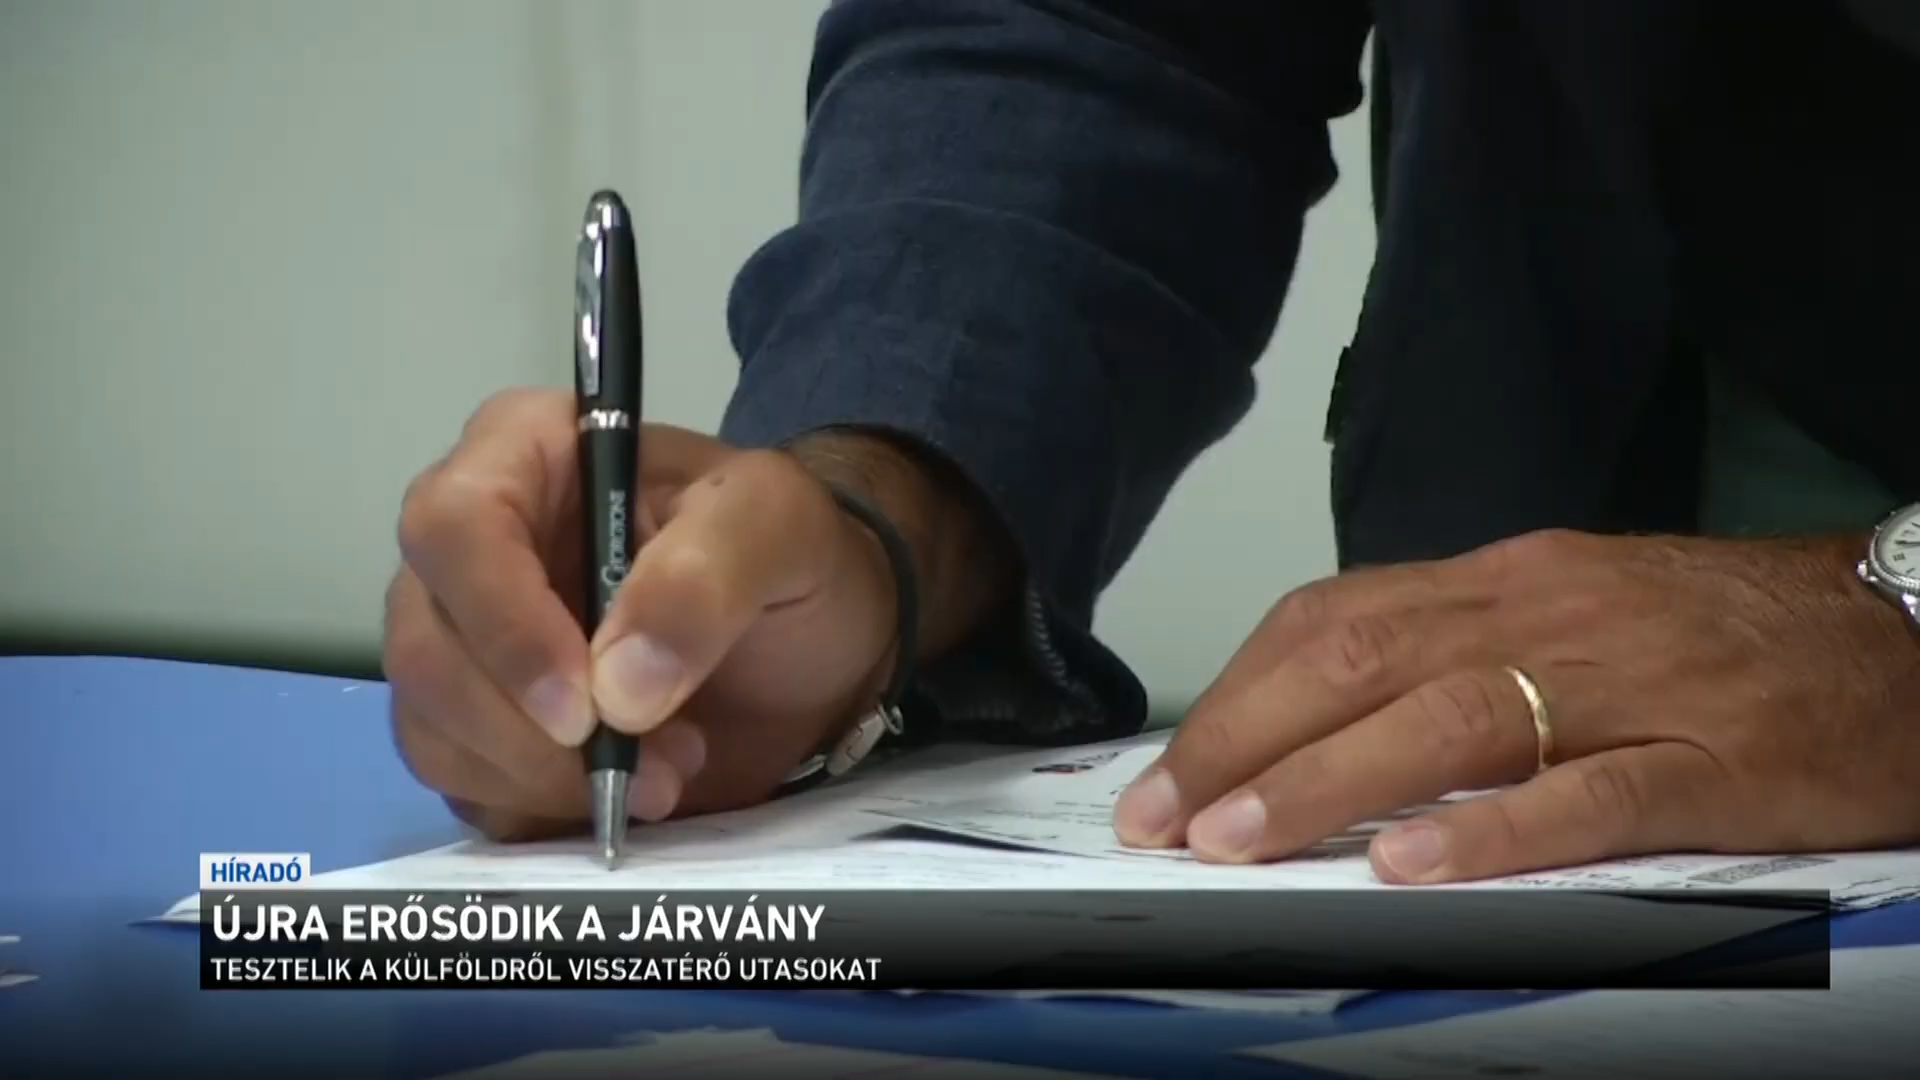 HÍRADÓ
ÚJRA ERŐSÖDIK A JÁRVÁNY
TESZTELIK A KÜLFÖLDRŐL VISSZATÉRŐ UTASOKAT